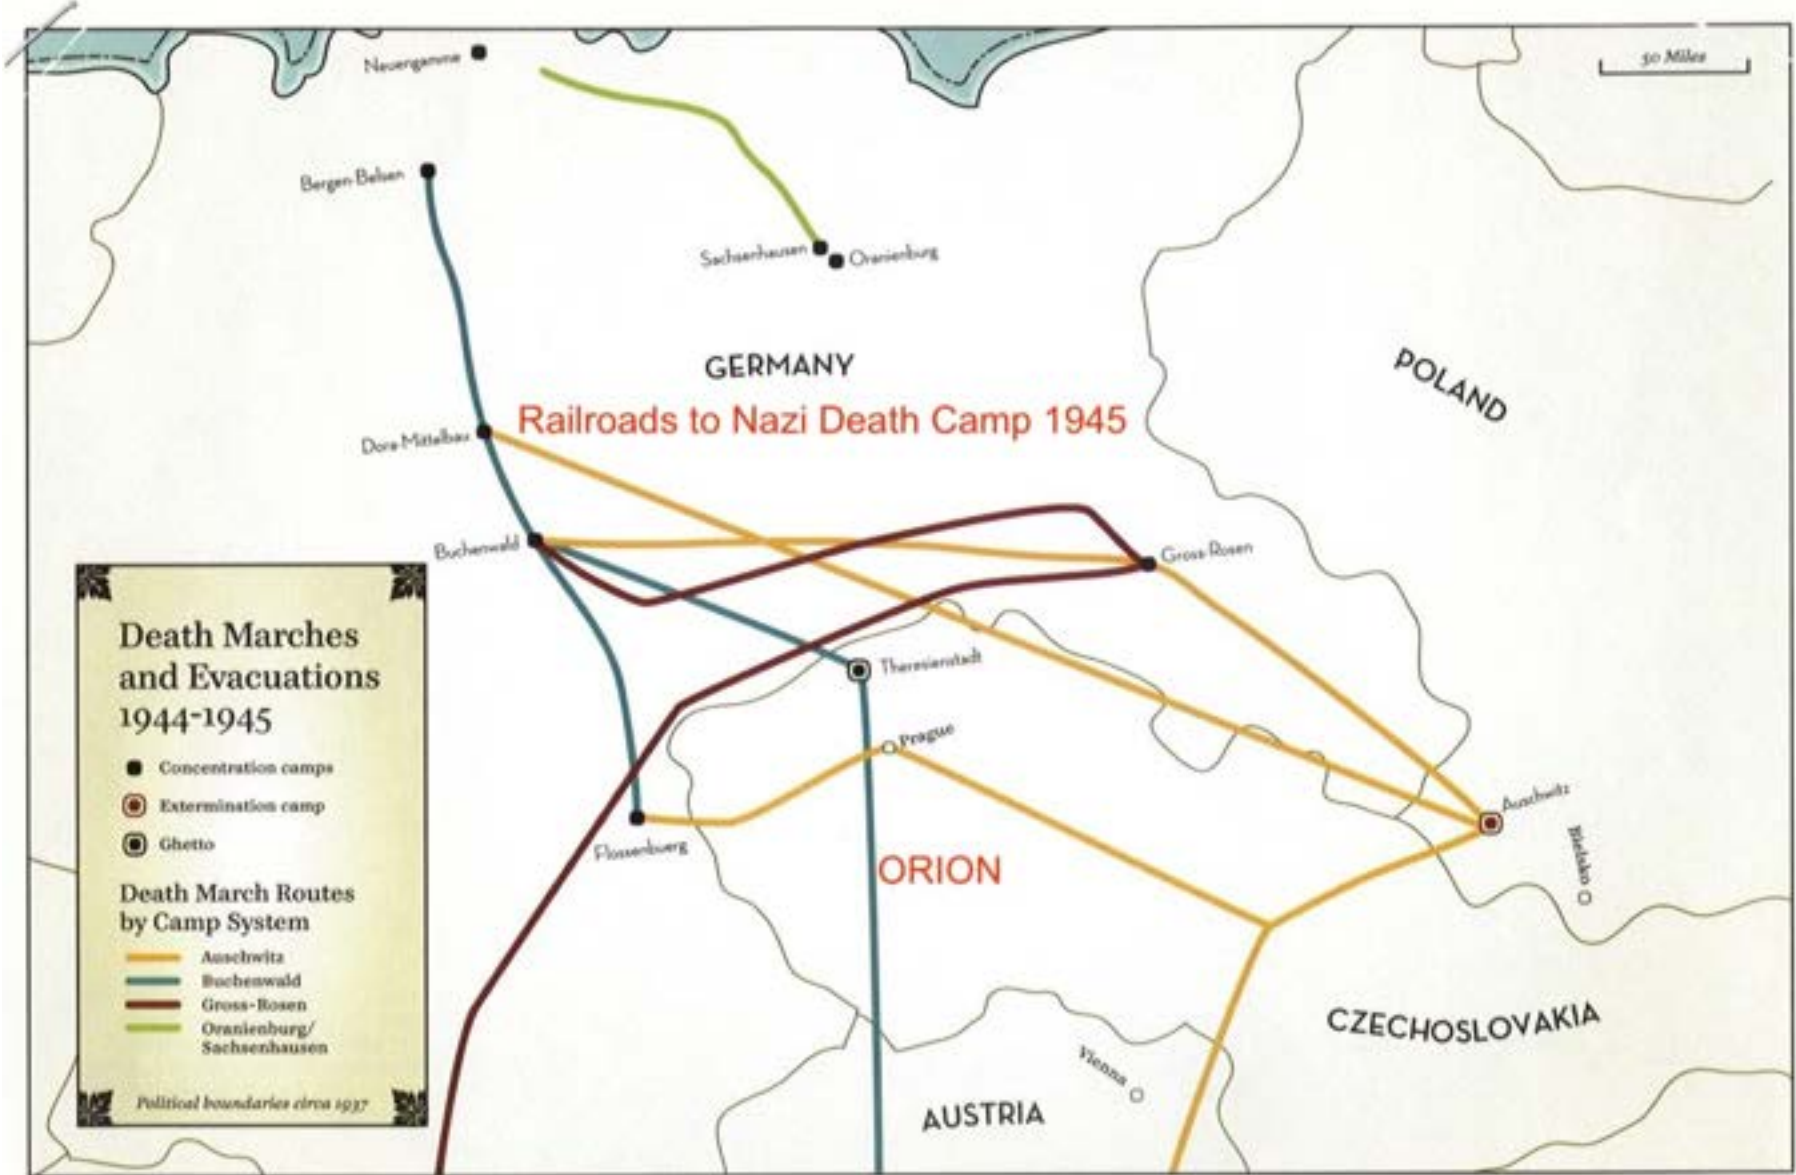 Neuengamme
50 Miles
Bergen-Belsen
Sachsenhausen
Oranienburg
GERMANY
POLAND
Railroads to Nazi Death Camp 1945
Dora-Mittelbau
Buchenwald
Gross-Rosen
Theresienstadt
Prague
Auschwitz
Bielsko
Flossenbuerg
ORION
CZECHOSLOVAKIA
Vienna
AUSTRIA
Death Marches
and Evacuations
1944-1945
Concentration camps
Extermination camp
Ghetto
Death March Routes
by Camp System
Auschwitz
Buchenwald
Gross-Rosen
Oranienburg/
Sachsenhausen
Political boundaries circa 1937